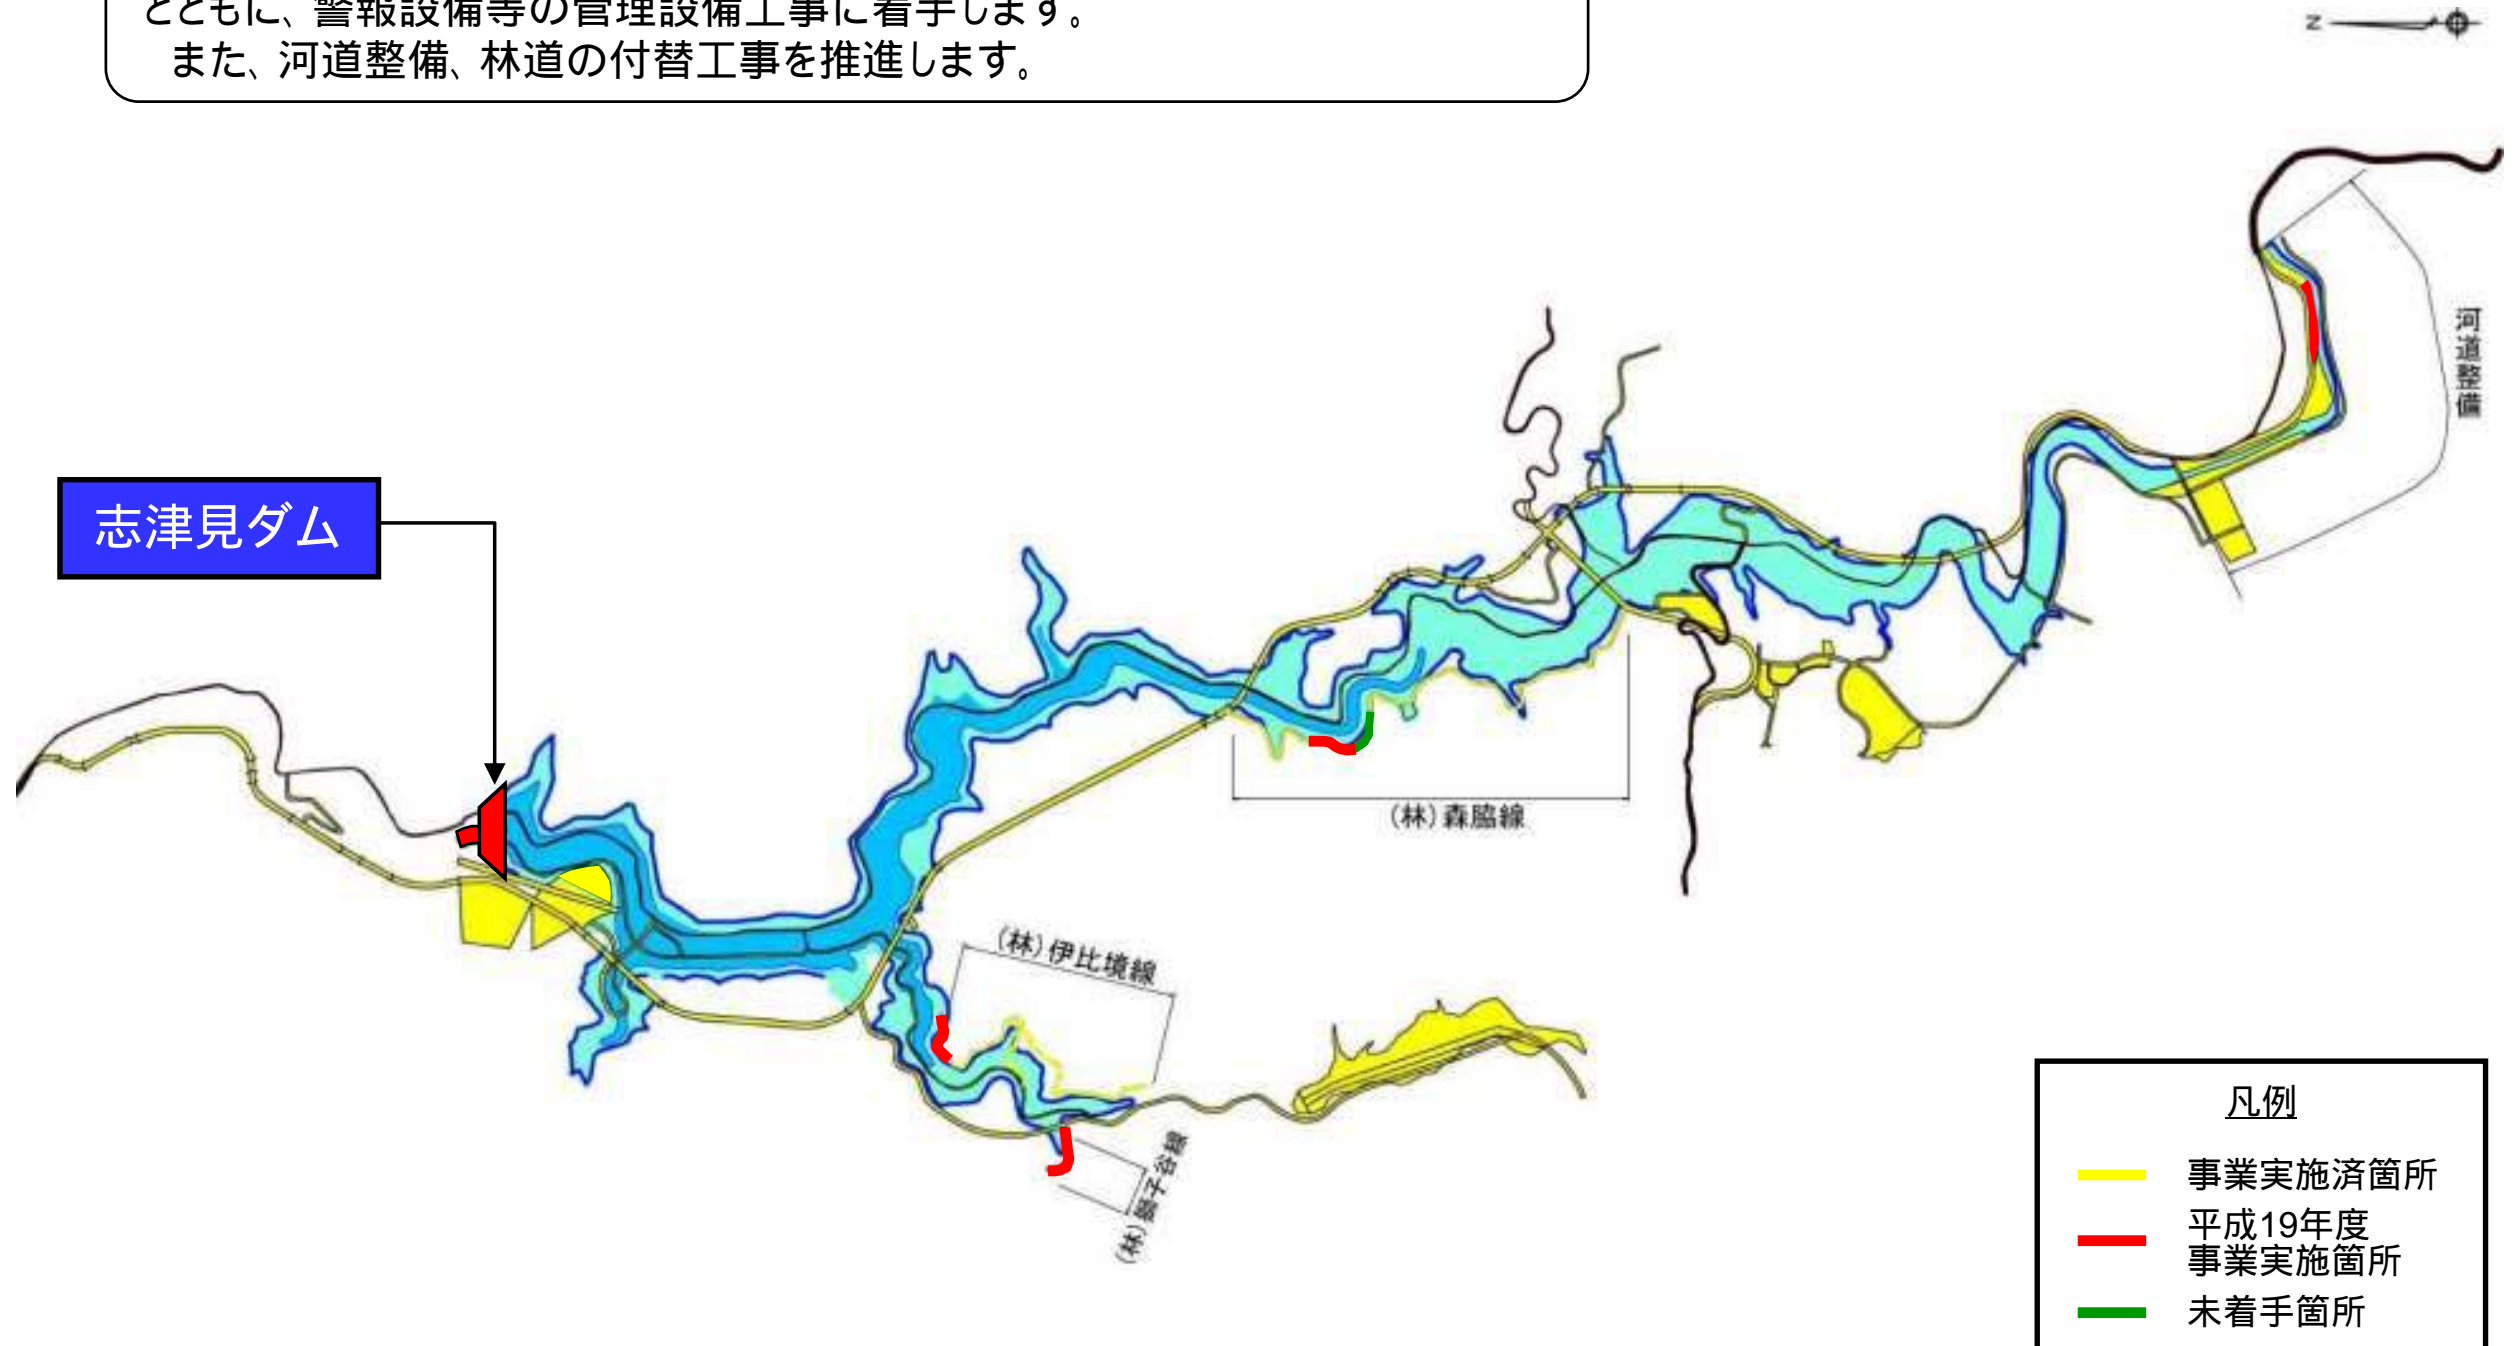 とともに、警報設備等の管理設備工事に着手します。
また、河道整備、林道の付替工事を推進します。
N
河道整備
志津見ダム
(林)森脇線
(林)伊比境線
凡例
事業実施済箇所
平成19年度
事業実施箇所
未着手箇所